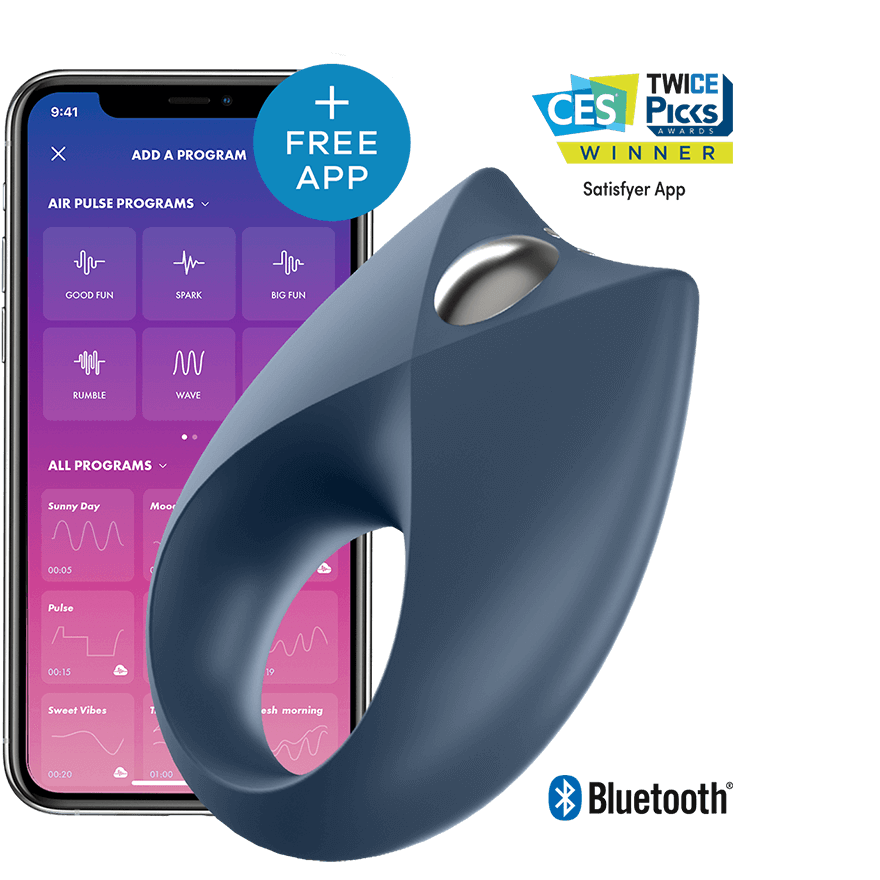 9:41
ADD A PROGRAM
+
FREE
APP
AIR PULSE PROGRAMS
GOOD FUN
SPARK
BIG FUN
RUMBLE
WAVE
ALL PROGRAMS
Sunny Day
Moo
00:05
Pulse
00:15
19
Sweet Vibes
T
esh morning
00:20
01:00
CES
TWICE
Picks
AWARDS
WINNER
Satisfyer App
Bluetooth®